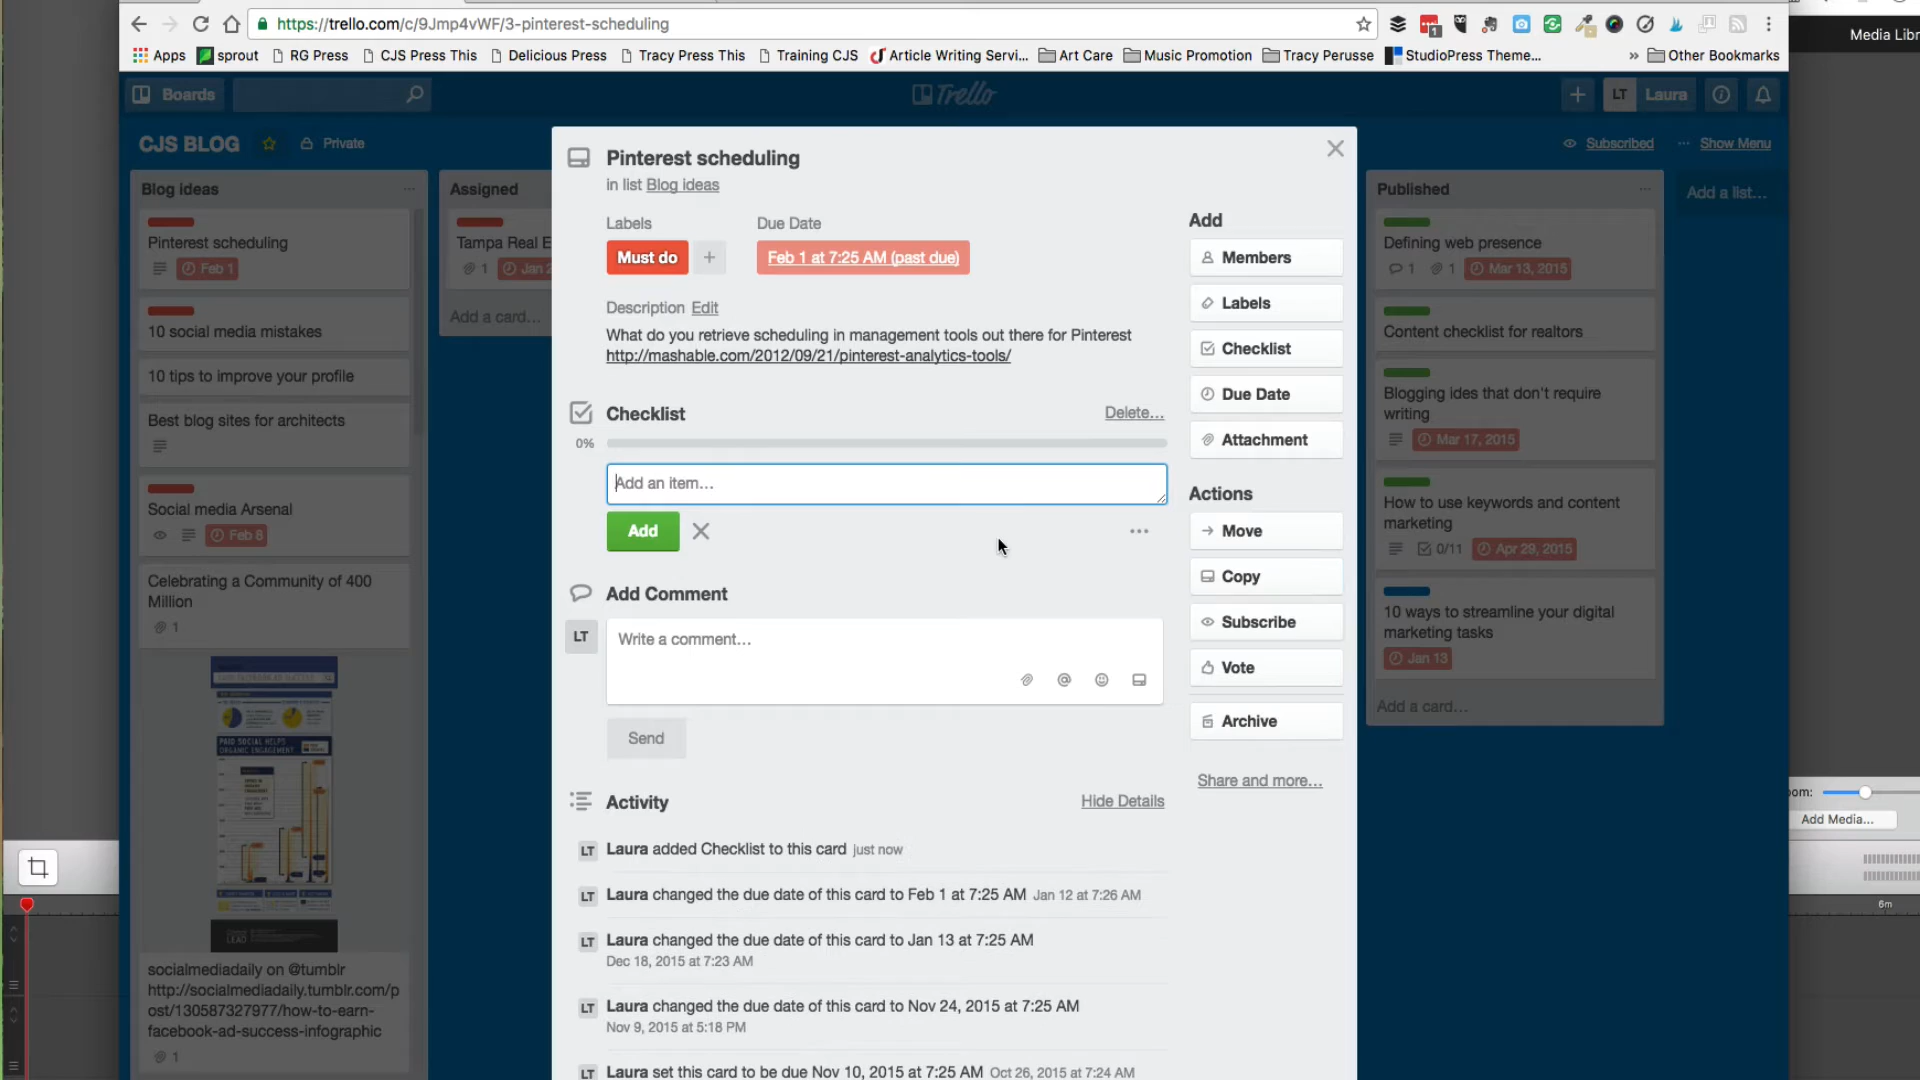 https://trello.com/c/9Jmp4vWF/3-pinterest-scheduling
Apps sprout RG Press CJS Press This Delicious Press Tracy Press This Training CJS Article Writing Servi... Art Care Music Promotion Tracy Perusse StudioPress Theme... » Other Bookmarks
Media Libr
Boards
Trello
LT Laura
CJS BLOG Private
Subscribed ··· Show Menu
Blog ideas
Pinterest scheduling
Feb 1
10 social media mistakes
10 tips to improve your profile
Best blog sites for architects
Social media Arsenal
Feb 8
Celebrating a Community of 400
Million
1
PAID SOCIAL HELPS
ORGANIC ENGAGEMENT
LEAD
socialmediadaily on @tumblr
http://socialmediadaily.tumblr.com/p
ost/130587327977/how-to-earn-
facebook-ad-success-infographic
1
Assigned
Tampa Real E
1 Jan 2
Add a card...
Pinterest scheduling
in list Blog ideas
Labels Due Date
Must do + Feb 1 at 7:25 AM (past due)
Description Edit
What do you retrieve scheduling in management tools out there for Pinterest
http://mashable.com/2012/09/21/pinterest-analytics-tools/
Checklist Delete...
0%
Add an item...
Add
Add Comment
LT
Write a comment...
@
Send
Activity Hide Details
LT Laura added Checklist to this card just now
LT Laura changed the due date of this card to Feb 1 at 7:25 AM Jan 12 at 7:26 AM
LT Laura changed the due date of this card to Jan 13 at 7:25 AM
Dec 18, 2015 at 7:23 AM
LT Laura changed the due date of this card to Nov 24, 2015 at 7:25 AM
Nov 9, 2015 at 5:18 PM
LT Laura set this card to be due Nov 10, 2015 at 7:25 AM Oct 26, 2015 at 7:24 AM
Add
Members
Labels
Checklist
Due Date
Attachment
Actions
Move
Copy
Subscribe
Vote
Archive
Share and more...
Published
Defining web presence
1 1 Mar 13, 2015
Content checklist for realtors
Blogging ides that don't require
writing
Mar 17, 2015
How to use keywords and content
marketing
0/11 Apr 29, 2015
10 ways to streamline your digital
marketing tasks
Jan 13
Add a card...
Add a list...
om:
Add Media...
6m